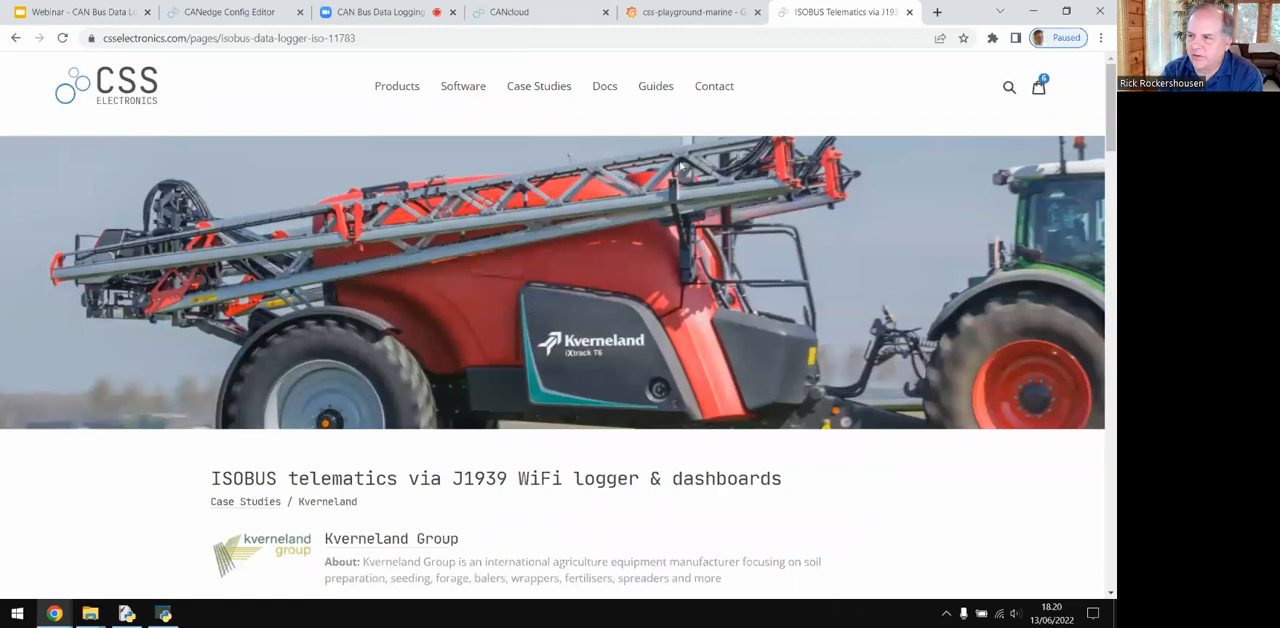 Webinar - CAN Bus Data Lo
CANedge Config Editor
CAN Bus Data Logging
CANcloud
css-playground-marine - G
ISOBUS Telematics via J193
csselectronics.com/pages/isobus-data-logger-iso-11783
Paused
Rick Rockershousen
CSS
ELECTRONICS
Products
Software
Case Studies
Docs
Guides
Contact
6
Kverneland
iXtrack T6
ISOBUS telematics via J1939 WiFi logger & dashboards
Case Studies / Kverneland
kverneland
group
Kverneland Group
About: Kverneland Group is an international agriculture equipment manufacturer focusing on soil
preparation, seeding, forage, balers, wrappers, fertilisers, spreaders and more
18.20
13/06/2022